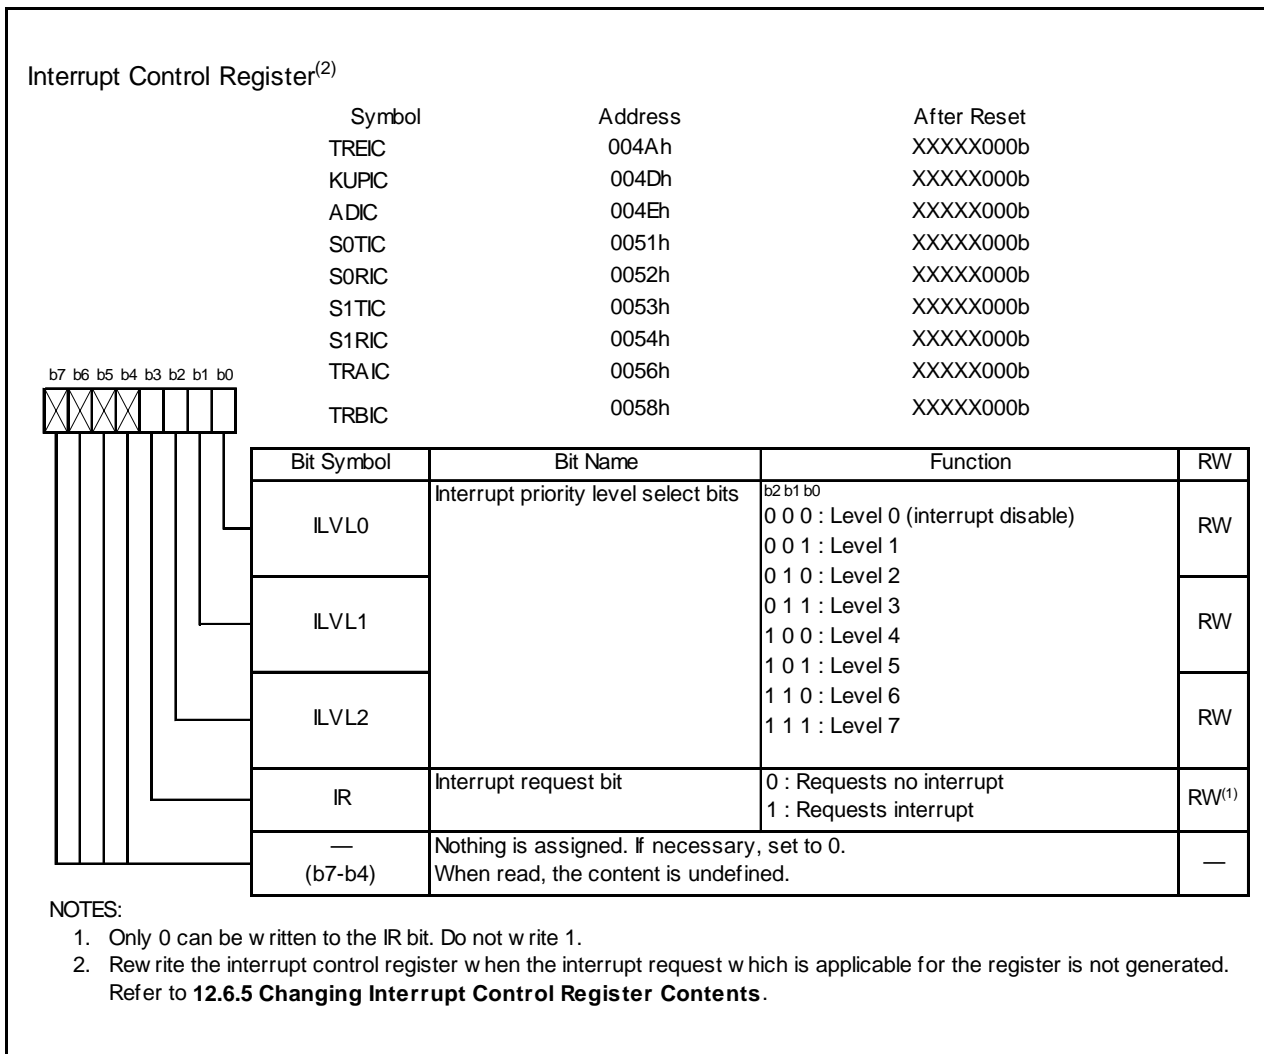 Interrupt Control Register(2)
Symbol Address After Reset
TREIC 004Ah XXXXX000b
KUPIC 004Dh XXXXX000b
ADIC 004Eh XXXXX000b
S0TIC 0051h XXXXX000b
S0RIC 0052h XXXXX000b
S1TIC 0053h XXXXX000b
S1RIC 0054h XXXXX000b
TRAIC 0056h XXXXX000b
b7 b6 b5 b4 b3 b2 b1 b0
TRBIC 0058h XXXXX000b
Bit Symbol Bit Name Function RW
ILVL0 Interrupt priority level select bits b2 b1 b0
0 0 0 : Level 0 (interrupt disable) RW
0 0 1 : Level 1
0 1 0 : Level 2
ILVL1 0 1 1 : Level 3 RW
1 0 0 : Level 4
1 0 1 : Level 5
1 1 0 : Level 6
ILVL2 1 1 1 : Level 7 RW
IR Interrupt request bit 0 : Requests no interrupt RW(1)
1 : Requests interrupt
— Nothing is assigned. If necessary, set to 0. —
(b7-b4) When read, the content is undefined.
NOTES:
1. Only 0 can be written to the IR bit. Do not write 1.
2. Rewrite the interrupt control register when the interrupt request which is applicable for the register is not generated.
Refer to 12.6.5 Changing Interrupt Control Register Contents.